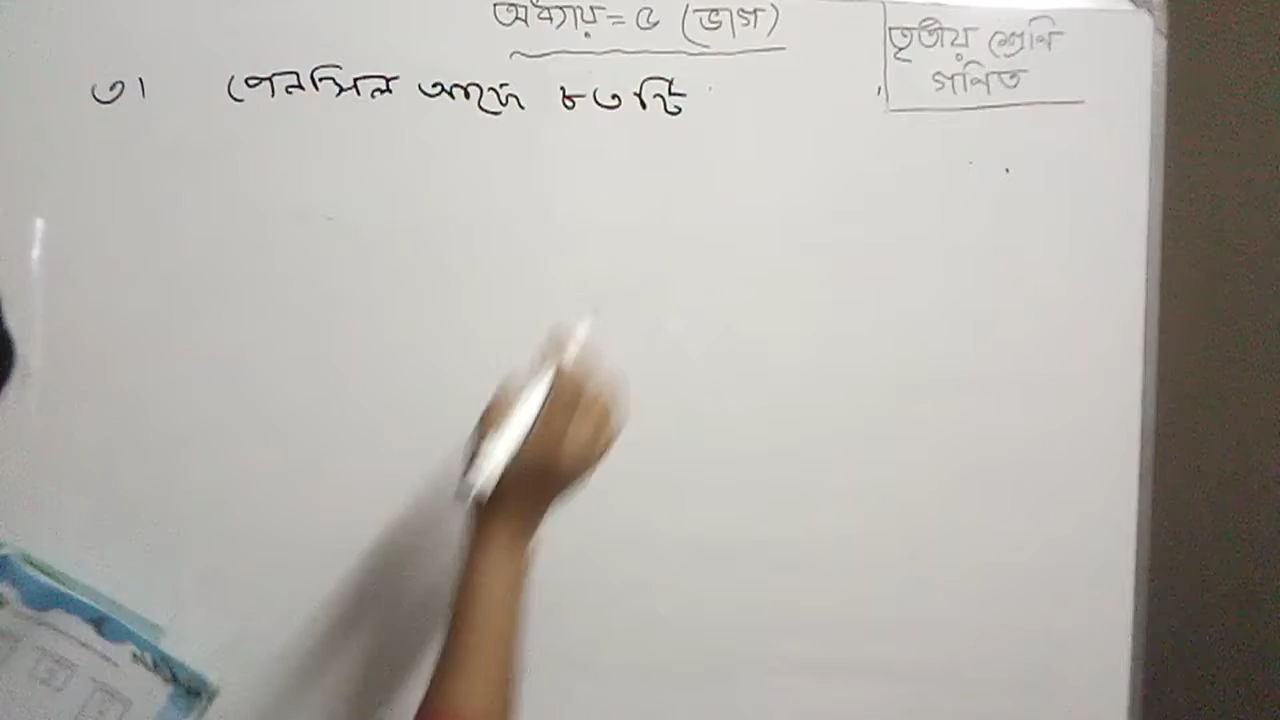 অধ্যায় = ৫ (ভাগ)
তৃতীয় শ্রেণি
গণিত
৩। পেনসিল আছে ৮৩টি